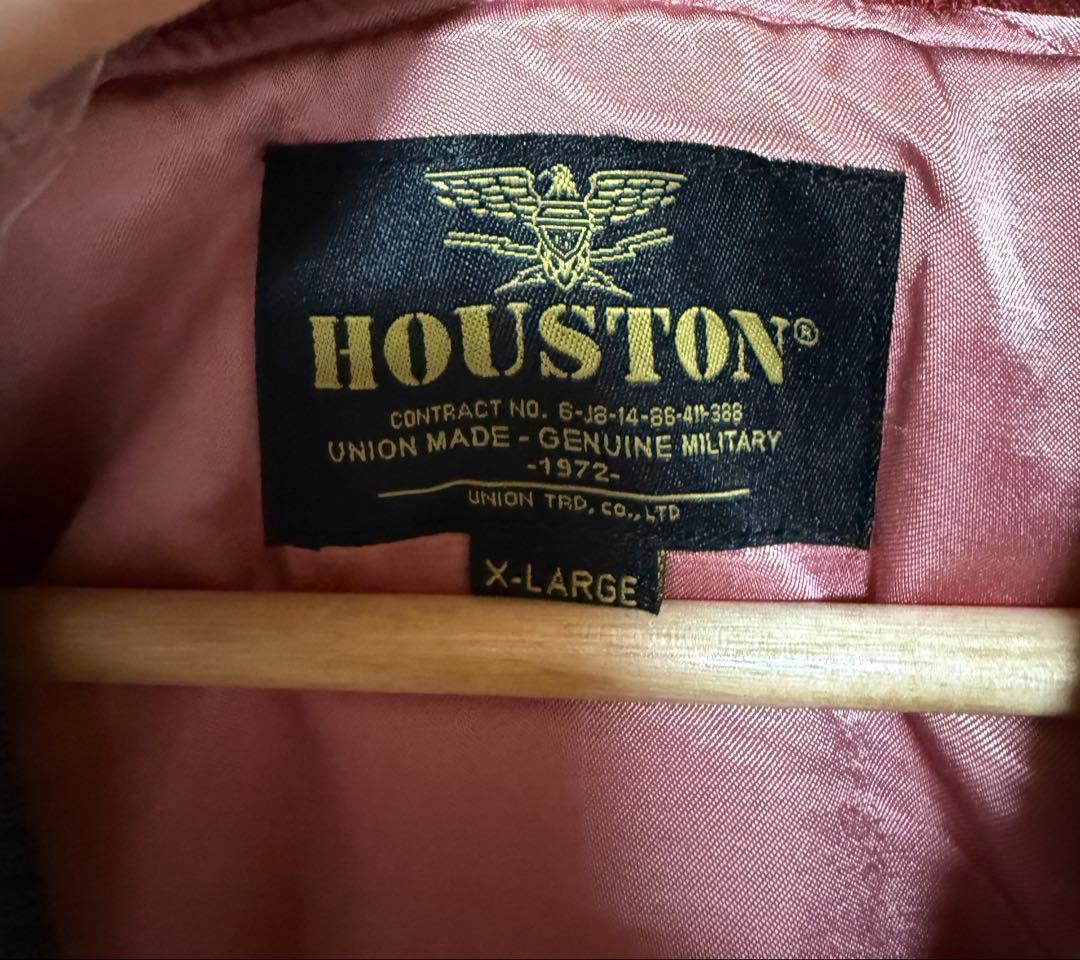 HOUSTON®
CONTRACT NO. 6-J8-14-86-411-388
UNION MADE - GENUINE MILITARY
-1972-
UNION TRD. CO., LTD
X-LARGE